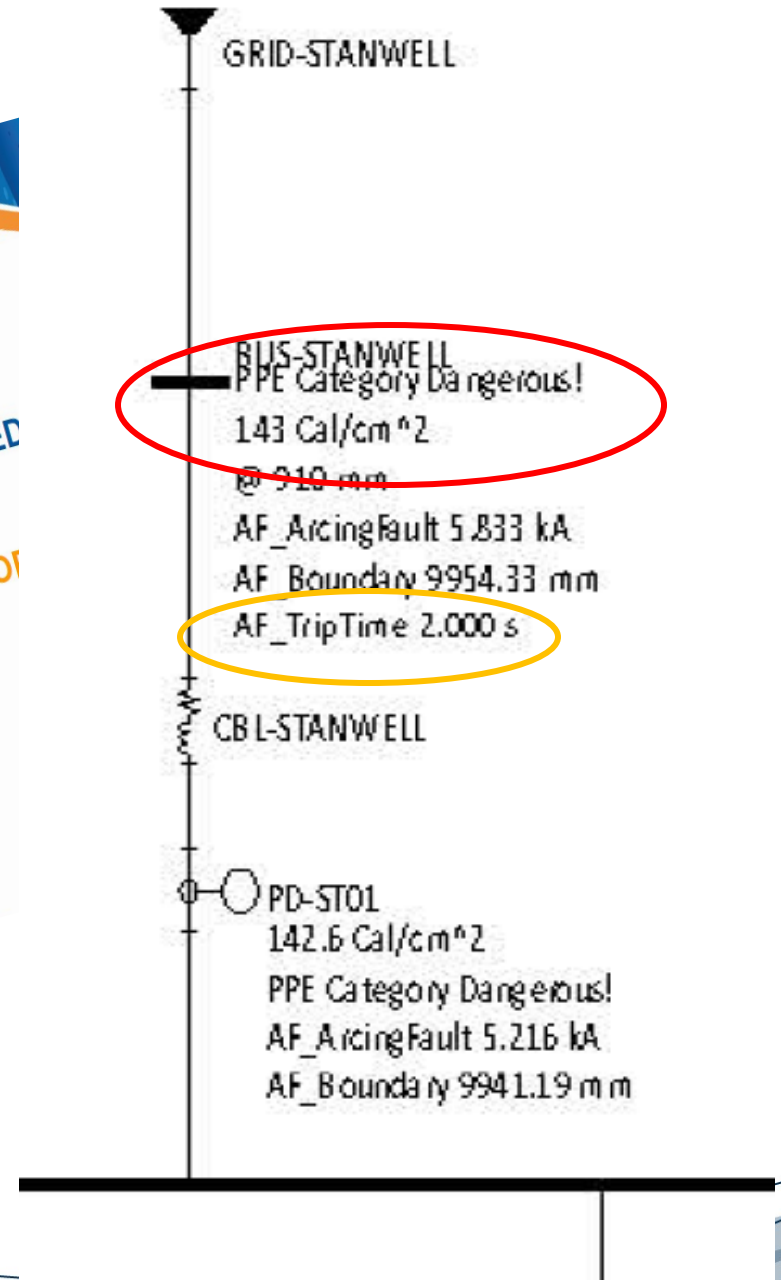 GRID-STANWELL
BUS-STANWELL
PPE Category Dangerous!
143 Cal/cm^2
@ 910 mm
AF_ArcingFault 5.833 kA
AF_Boundary 9954.33 mm
AF_TripTime 2.000 s
CBL-STANWELL
PD-ST01
142.6 Cal/cm^2
PPE Category Dangerous!
AF_ArcingFault 5.216 kA
AF_Boundary 9941.19 mm